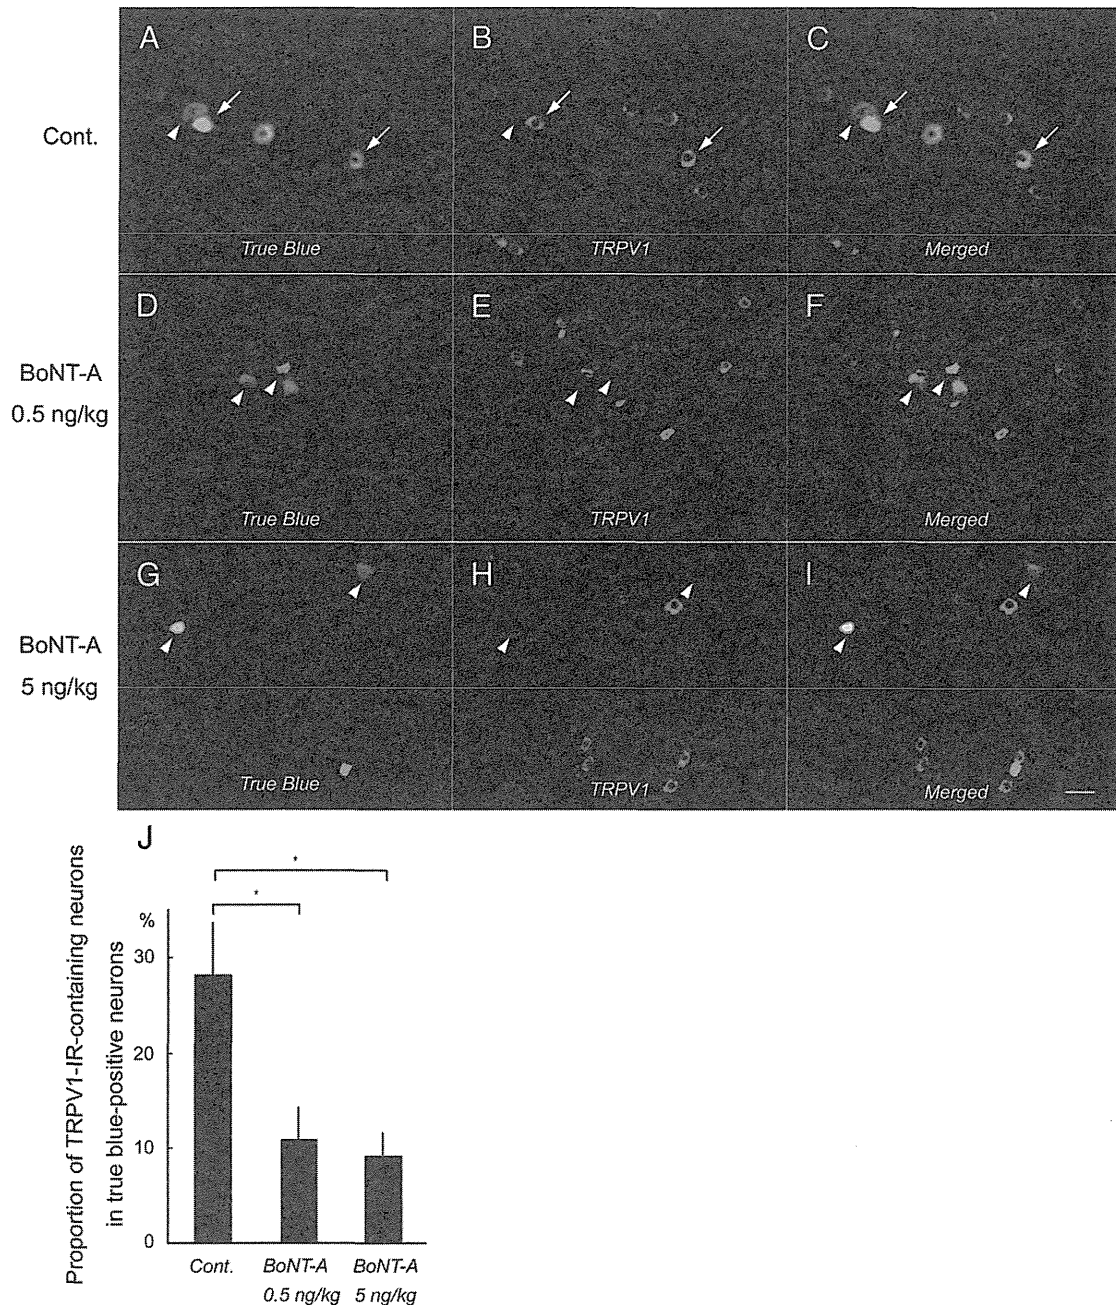 A
B
C
Cont.
True Blue
TRPV1
Merged
D
E
F
BoNT-A
0.5 ng/kg
True Blue
TRPV1
Merged
G
H
I
BoNT-A
5 ng/kg
True Blue
TRPV1
Merged
J
*
*
Proportion of TRPV1-IR-containing neurons
in true blue-positive neurons
%
30
20
10
0
Cont.
BoNT-A
0.5 ng/kg
BoNT-A
5 ng/kg